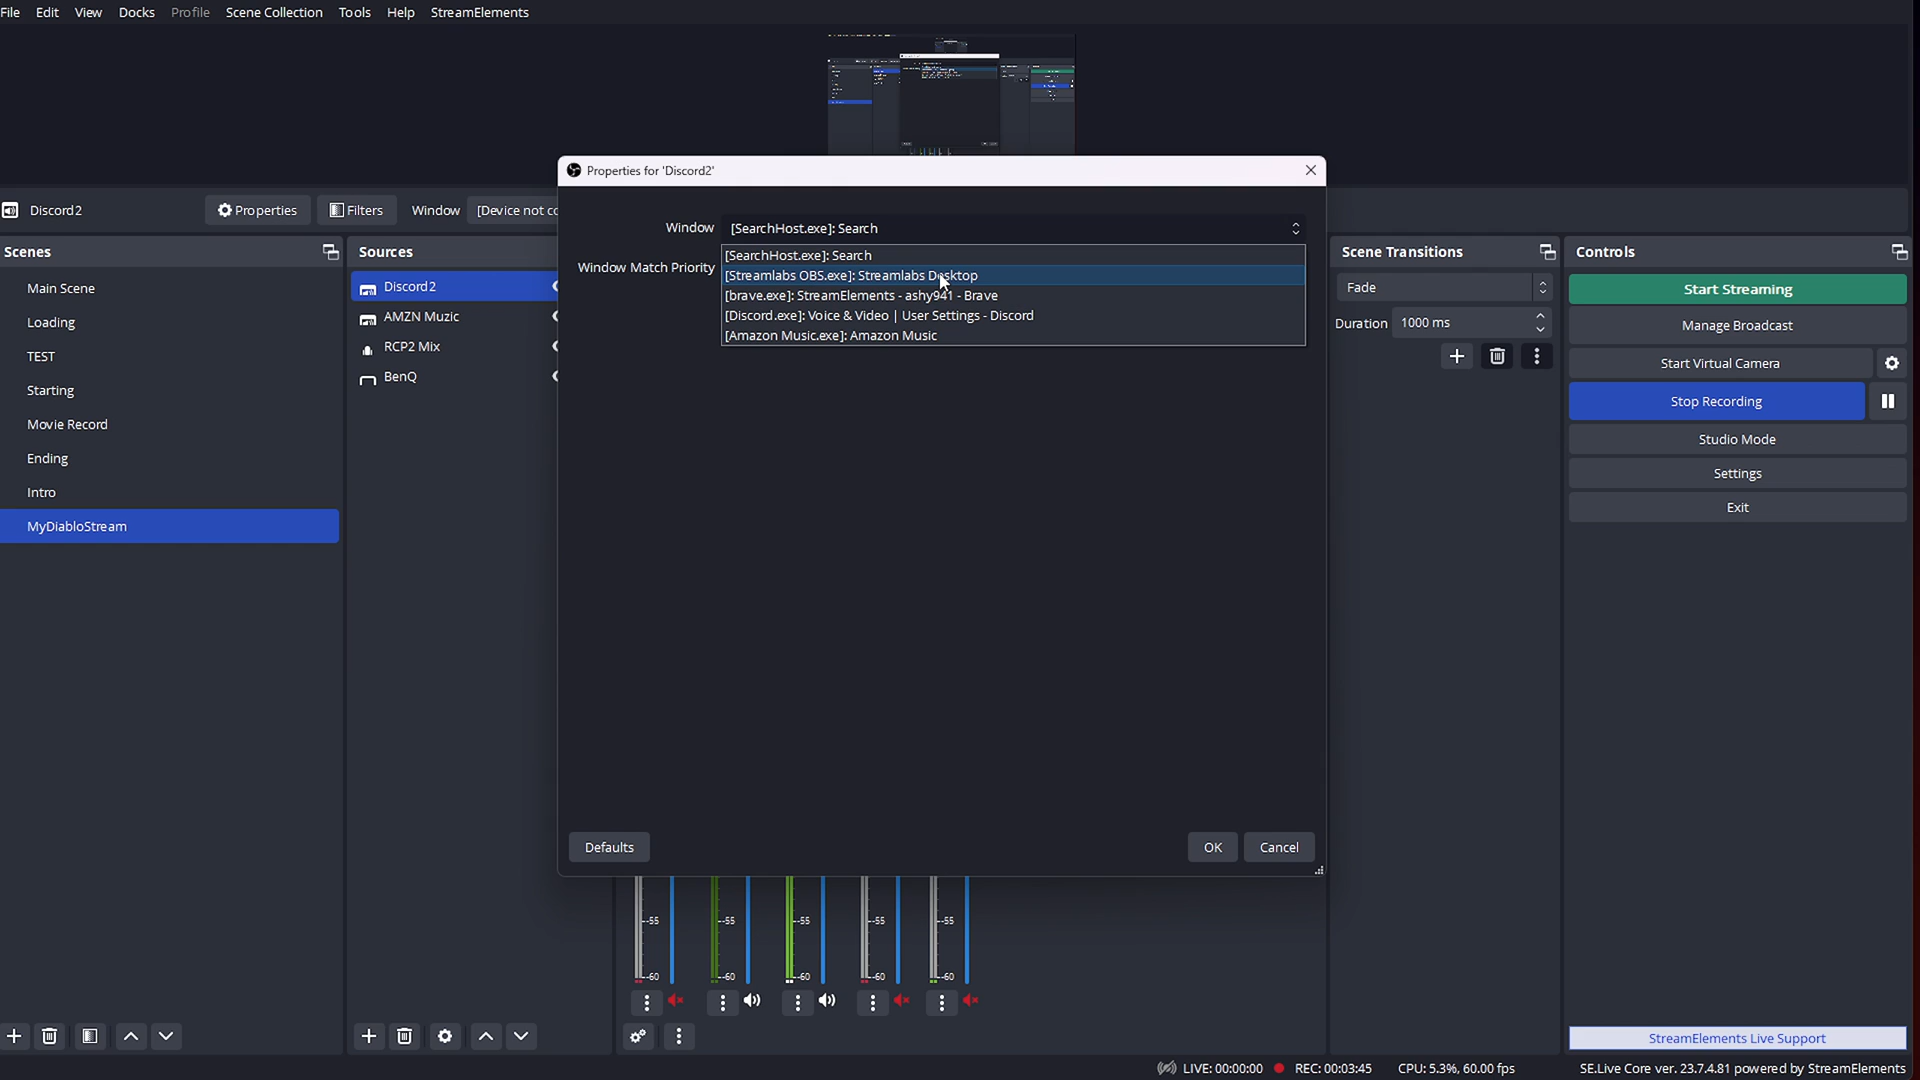 File Edit View Docks Profile Scene Collection Tools Help StreamElements
Properties for 'Discord2'
Discord2 Properties Filters Window [Device not co
Window [SearchHost.exe]: Search
Window Match Priority
[SearchHost.exe]: Search
[Streamlabs OBS.exe]: Streamlabs Desktop
[brave.exe]: StreamElements - ashy941 - Brave
[Discord.exe]: Voice & Video | User Settings - Discord
[Amazon Music.exe]: Amazon Music
Defaults OK Cancel
Scenes
Main Scene
Loading
TEST
Starting
Movie Record
Ending
Intro
MyDiabloStream
Sources
Discord2
AMZN Muzic
RCP2 Mix
BenQ
-55 -55 -55 -55 -55
-60 -60 -60 -60 -60
Scene Transitions
Fade
Duration 1000 ms
Controls
Start Streaming
Manage Broadcast
Start Virtual Camera
Stop Recording
Studio Mode
Settings
Exit
StreamElements Live Support
LIVE: 00:00:00 REC: 00:03:45 CPU: 5.3%, 60.00 fps SE.Live Core ver. 23.7.4.81 powered by StreamElements